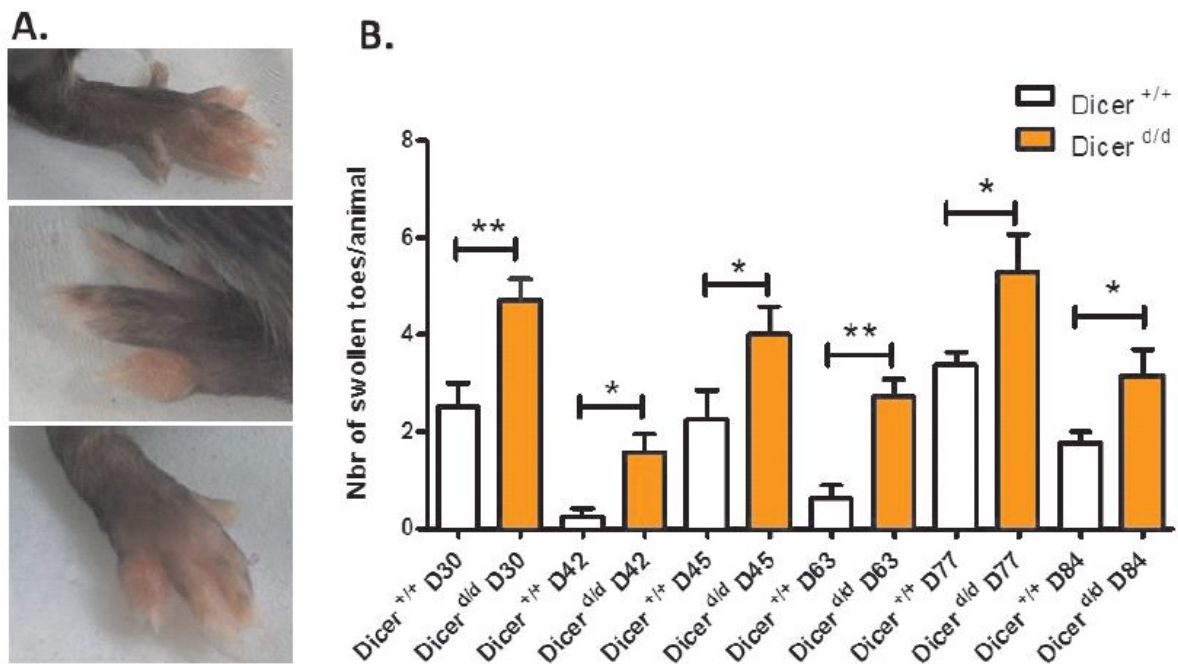 A.
B.
Dicer +/+
Dicer d/d
Nbr of swollen toes/animal
8
6
4
2
0
**
*
*
**
*
*
Dicer +/+ D30
Dicer d/d D30
Dicer +/+ D42
Dicer d/d D42
Dicer +/+ D45
Dicer d/d D45
Dicer +/+ D63
Dicer d/d D63
Dicer +/+ D77
Dicer d/d D77
Dicer +/+ D84
Dicer d/d D84